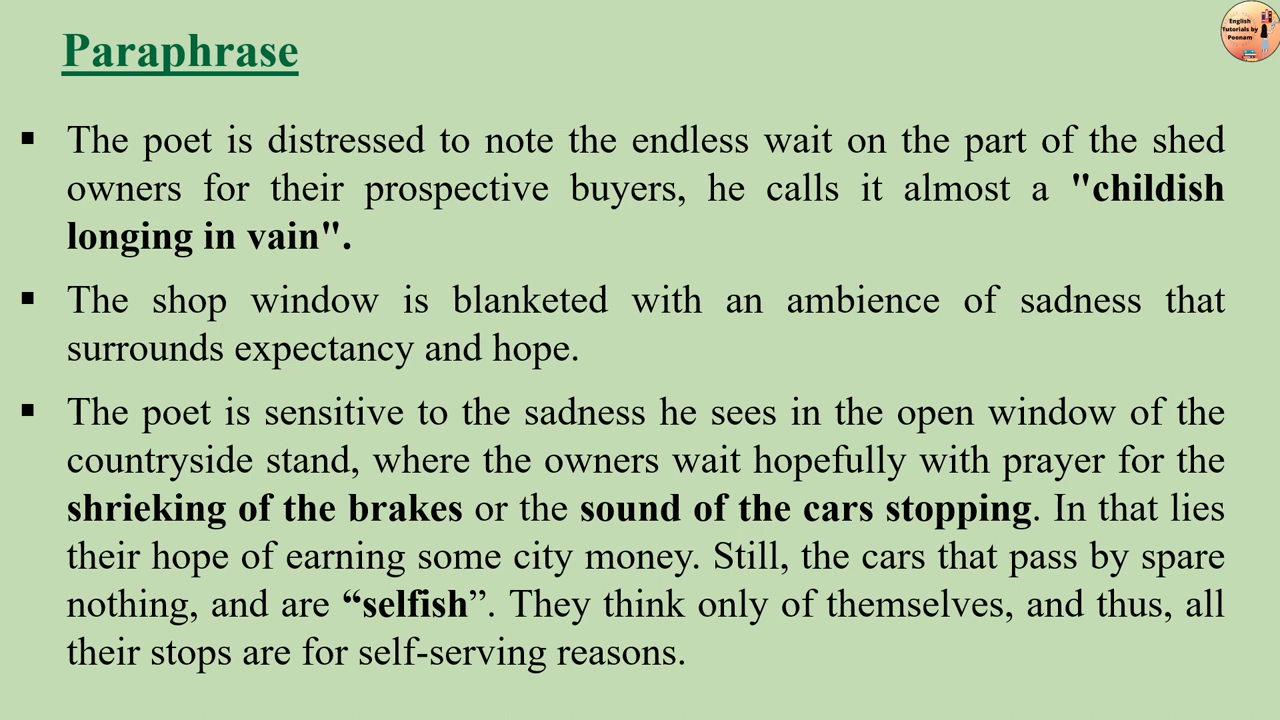 Paraphrase
English
Tutorials by
Poonam
▪ The poet is distressed to note the endless wait on the part of the shed
owners for their prospective buyers, he calls it almost a "childish
longing in vain".
▪ The shop window is blanketed with an ambience of sadness that
surrounds expectancy and hope.
▪ The poet is sensitive to the sadness he sees in the open window of the
countryside stand, where the owners wait hopefully with prayer for the
shrieking of the brakes or the sound of the cars stopping. In that lies
their hope of earning some city money. Still, the cars that pass by spare
nothing, and are “selfish”. They think only of themselves, and thus, all
their stops are for self-serving reasons.